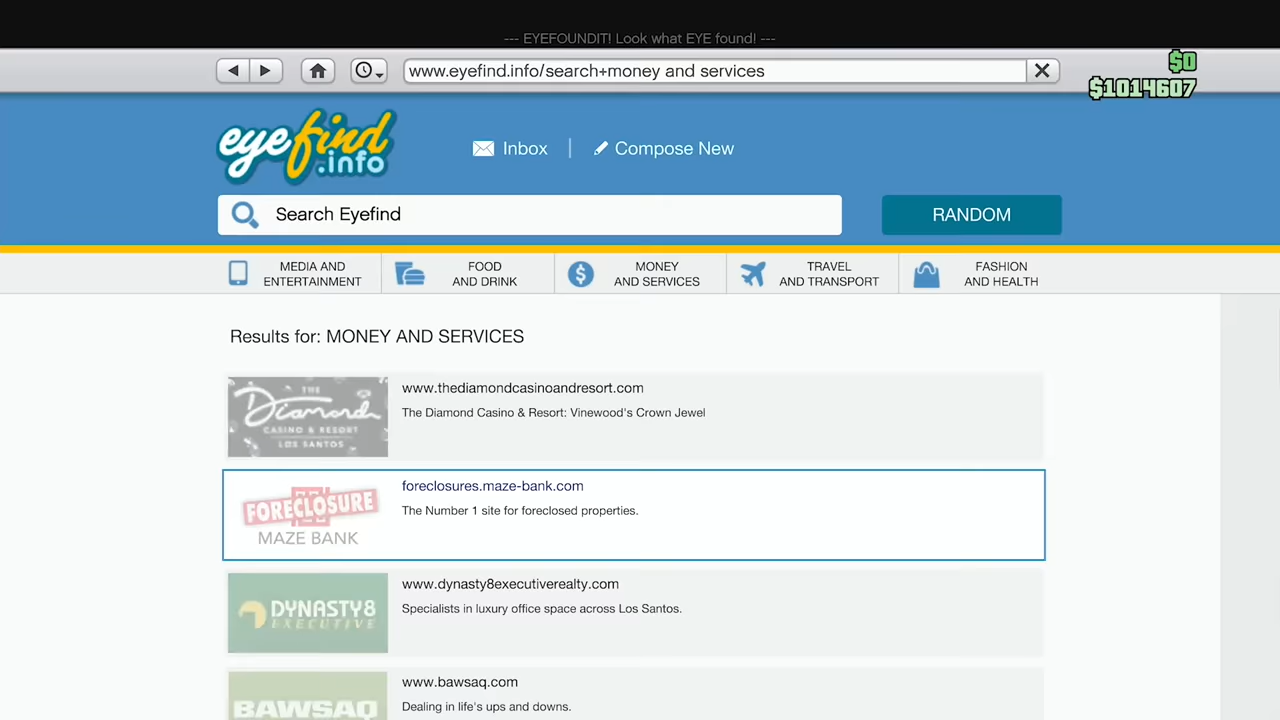 --- EYEFOUNDIT! Look what EYE found! ---
www.eyefind.info/search+money and services
$0
$1014607
eyefind
.info
Inbox
Compose New
Search Eyefind
RANDOM
MEDIA AND
ENTERTAINMENT
FOOD
AND DRINK
MONEY
AND SERVICES
TRAVEL
AND TRANSPORT
FASHION
AND HEALTH
Results for: MONEY AND SERVICES
THE
Diamond
CASINO & RESORT
LOS SANTOS
www.thediamondcasinoandresort.com
The Diamond Casino & Resort: Vinewood's Crown Jewel
FORECLOSURE
MAZE BANK
foreclosures.maze-bank.com
The Number 1 site for foreclosed properties.
DYNASTY8
EXECUTIVE
www.dynasty8executiverealty.com
Specialists in luxury office space across Los Santos.
BAWSAQ
www.bawsaq.com
Dealing in life's ups and downs.